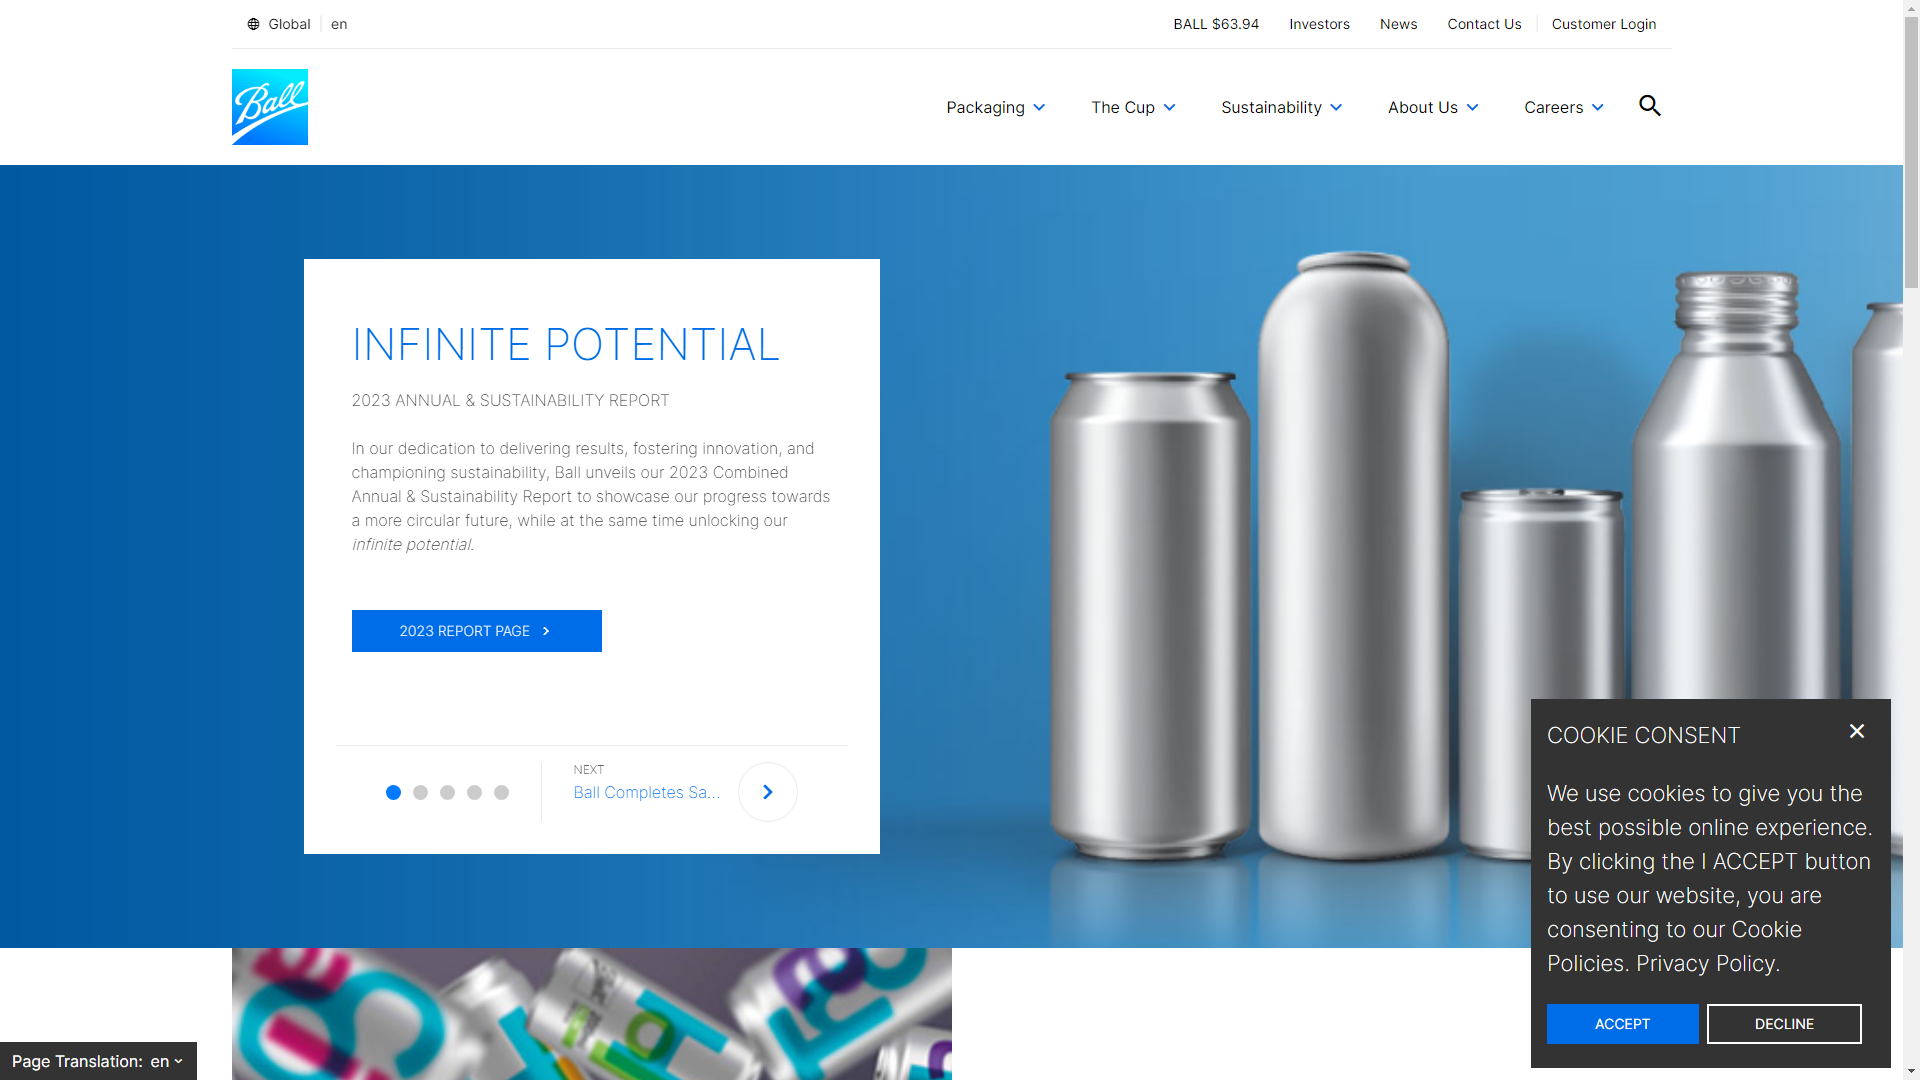 Global
en
BALL $63.94
Investors
News
Contact Us
Customer Login
Ball
Packaging
The Cup
Sustainability
About Us
Careers
INFINITE POTENTIAL
2023 ANNUAL & SUSTAINABILITY REPORT
In our dedication to delivering results, fostering innovation, and
championing sustainability, Ball unveils our 2023 Combined
Annual & Sustainability Report to showcase our progress towards
a more circular future, while at the same time unlocking our
infinite potential.
2023 REPORT PAGE
NEXT
Ball Completes Sa...
COOKIE CONSENT
We use cookies to give you the
best possible online experience.
By clicking the I ACCEPT button
to use our website, you are
consenting to our Cookie
Policies. Privacy Policy.
ACCEPT
DECLINE
Page Translation: en